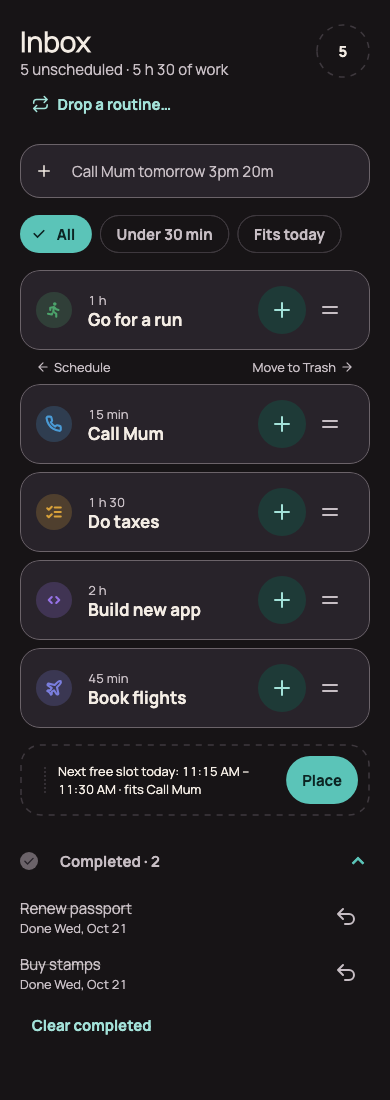 Inbox
5 unscheduled · 5 h 30 of work
5
Drop a routine...
Call Mum tomorrow 3pm 20m
All
Under 30 min
Fits today
1 h
Go for a run
Schedule
Move to Trash
15 min
Call Mum
1 h 30
Do taxes
2 h
Build new app
45 min
Book flights
Next free slot today: 11:15 AM –
11:30 AM · fits Call Mum
Place
Completed · 2
Renew passport
Done Wed, Oct 21
Buy stamps
Done Wed, Oct 21
Clear completed